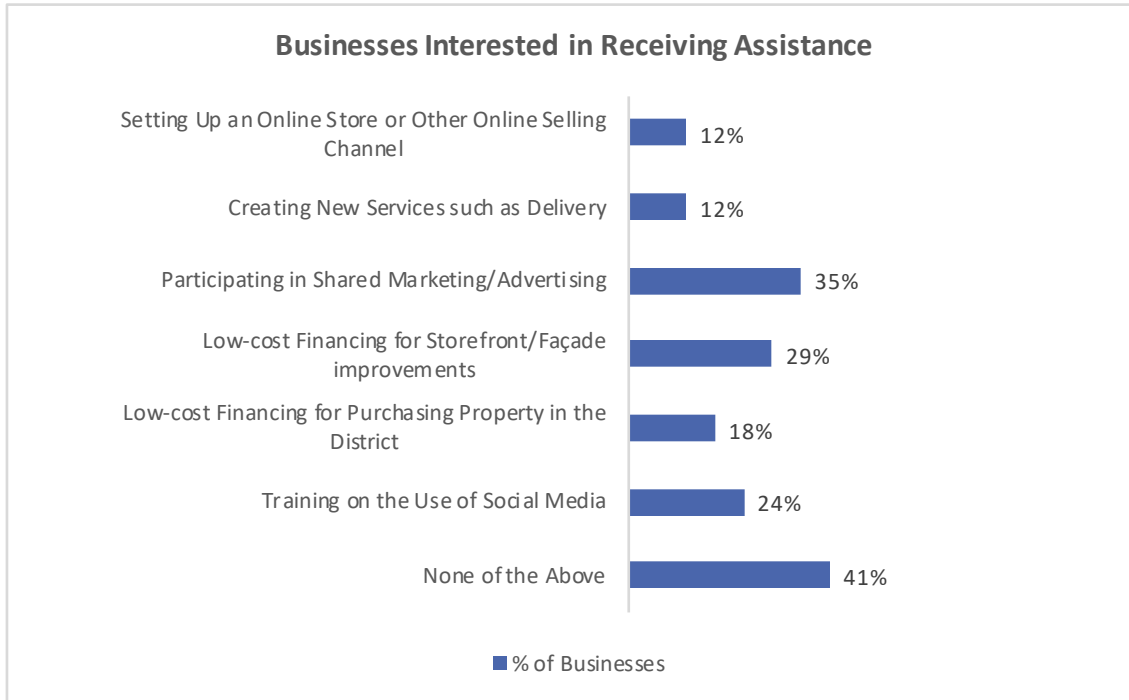 Businesses Interested in Receiving Assistance
Setting Up an Online Store or Other Online Selling
Channel
12%
Creating New Services such as Delivery
12%
Participating in Shared Marketing/Advertising
35%
Low-cost Financing for Storefront/Façade
improvements
29%
Low-cost Financing for Purchasing Property in the
District
18%
Training on the Use of Social Media
24%
None of the Above
41%
% of Businesses